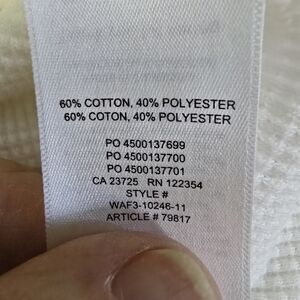 60% COTTON, 40% POLYESTER
60% COTON, 40% POLYESTER
PO 4500137699
PO 4500137700
PO 4500137701
CA 23725 RN 122354
STYLE #
WAF3-10246-11
ARTICLE # 79817